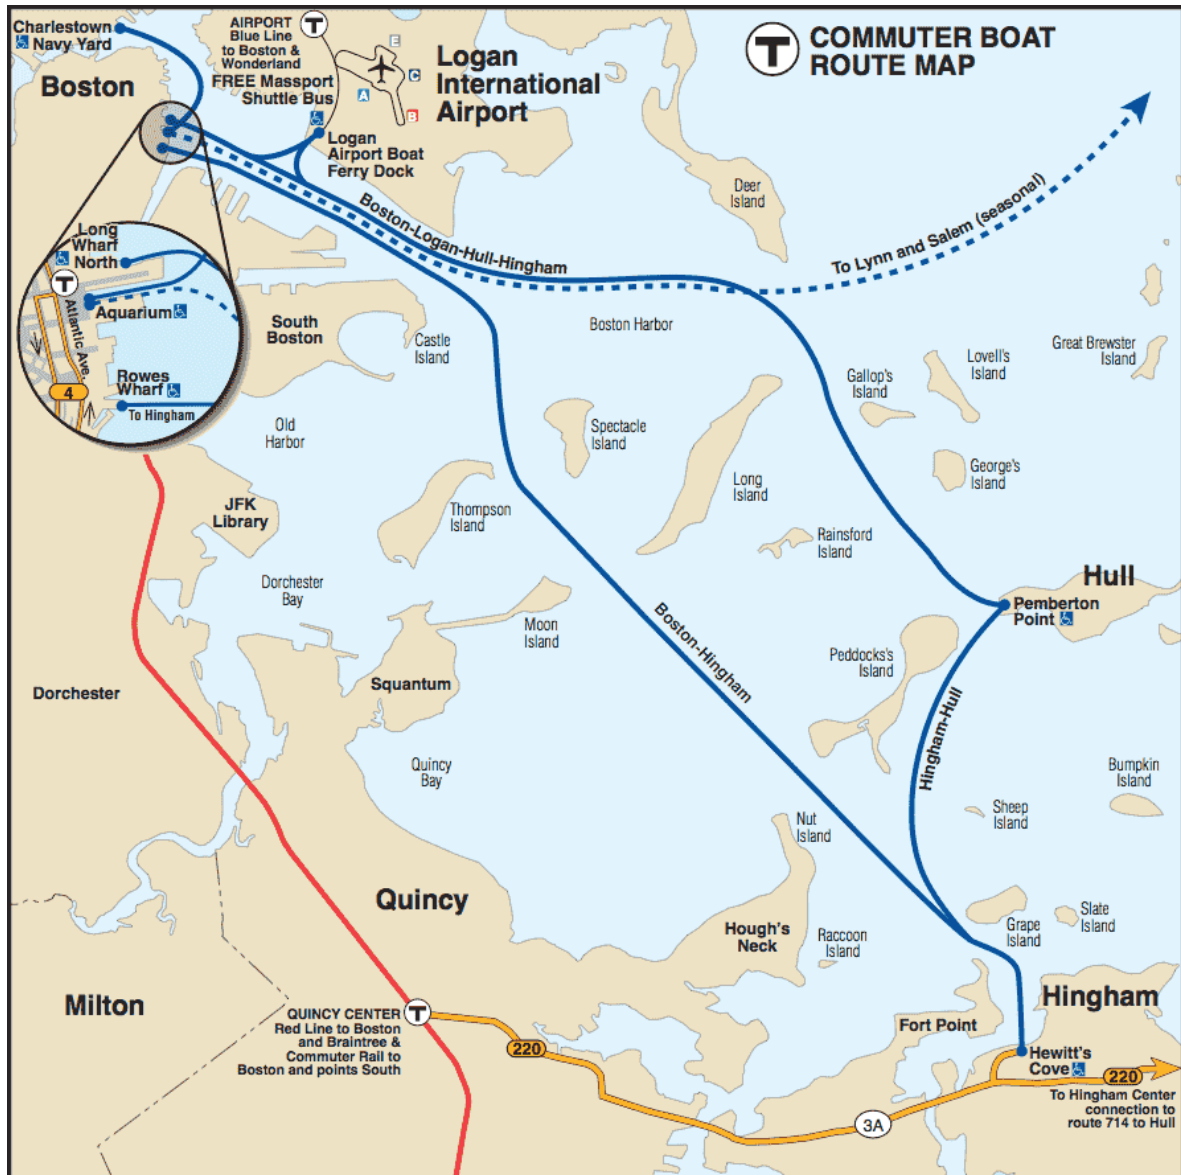 T COMMUTER BOAT
ROUTE MAP
Charlestown
Navy Yard
Boston
AIRPORT
Blue Line
to Boston &
Wonderland
FREE Massport
Shuttle Bus
T
E
C
A
B
Logan
International
Airport
Logan
Airport Boat
Ferry Dock
Deer
Island
Boston-Logan-Hull-Hingham
To Lynn and Salem (seasonal)
Long
Wharf
North
T
Aquarium
Atlantic Ave.
Rowes
Wharf
4
To Hingham
South
Boston
Castle
Island
Boston Harbor
Great Brewster
Island
Lovell's
Island
Gallop's
Island
Old
Harbor
Spectacle
Island
George's
Island
Long
Island
JFK
Library
Thompson
Island
Rainsford
Island
Dorchester
Bay
Hull
Pemberton
Point
Moon
Island
Boston-Hingham
Peddocks's
Island
Dorchester
Squantum
Hingham-Hull
Quincy
Bay
Bumpkin
Island
Nut
Island
Sheep
Island
Quincy
Hough's
Neck
Raccoon
Island
Grape
Island
Slate
Island
Milton
Hingham
QUINCY CENTER
Red Line to Boston
and Braintree &
Commuter Rail to
Boston and points South
T
220
Fort Point
Hewitt's
Cove
220
To Hingham Center
connection to
route 714 to Hull
3A